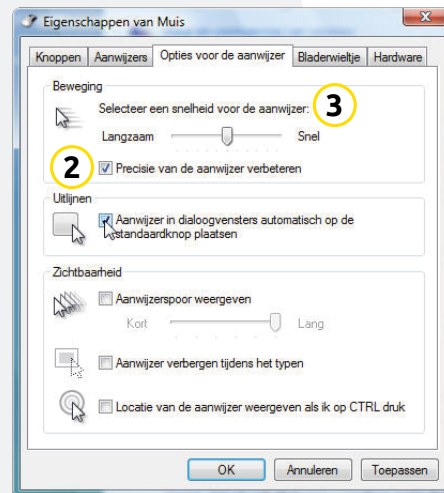 Eigenschappen van Muis
Knoppen Aanwijzers Opties voor de aanwijzer Bladerwieltje Hardware
Beweging
Selecteer een snelheid voor de aanwijzer: 3
Langzaam Snel
2 Precisie van de aanwijzer verbeteren
Uitlijnen
Aanwijzer in dialoogvensters automatisch op de
standaardknop plaatsen
Zichtbaarheid
Aanwijzerspoor weergeven
Kort Lang
Aanwijzer verbergen tijdens het typen
Locatie van de aanwijzer weergeven als ik op CTRL druk
OK Annuleren Toepassen